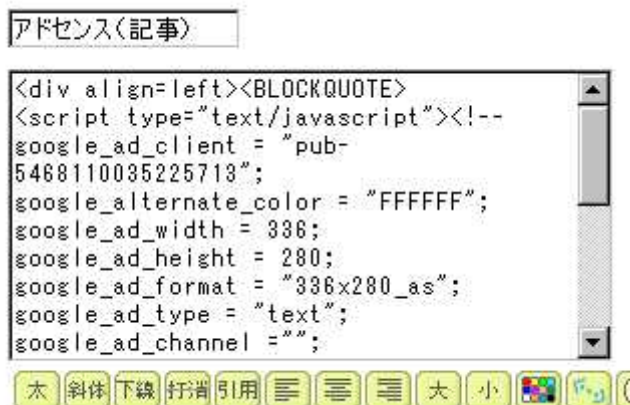 アドセンス(記事)
<div align=left><BLOCKQUOTE>
<script type="text/javascript"><!--
google_ad_client = "pub-
5468110035225713";
google_alternate_color = "FFFFFF";
google_ad_width = 336;
google_ad_height = 280;
google_ad_format = "336x280_as";
google_ad_type = "text";
google_ad_channel ="";
太 斜体 下線 打消 引用 大 小